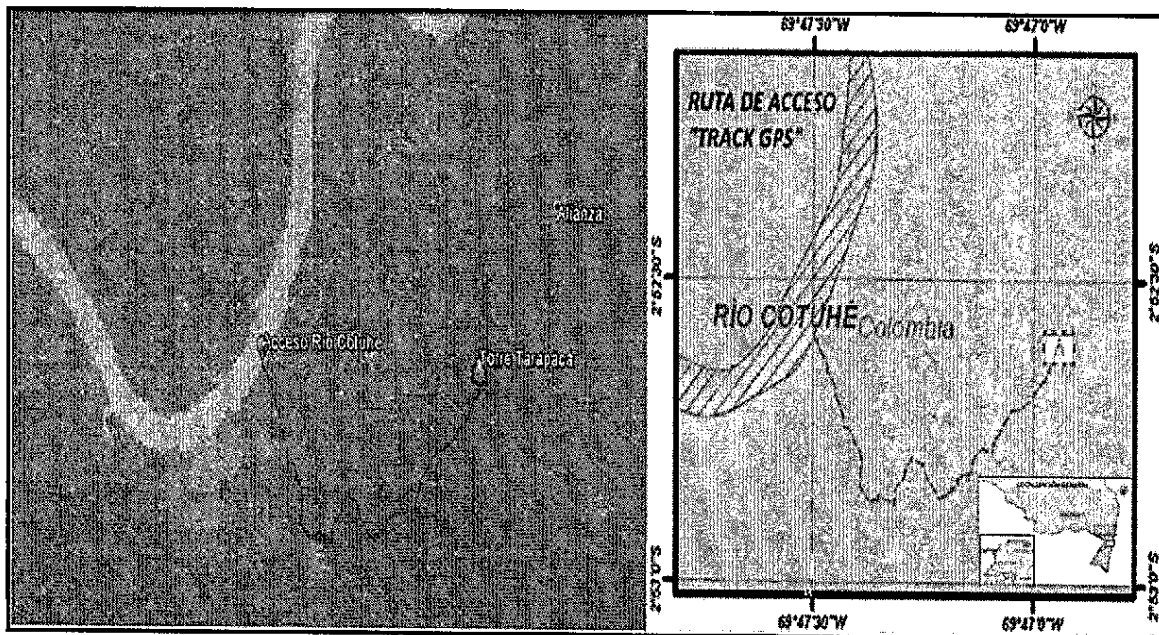 Alianza
Acceso Rio Cotuhe
Torre Tarapaca
69°47'30"W
69°47'0"W
RUTA DE ACCESO
"TRACK GPS"
2°52'30"S
2°52'30"S
RÍO COTUHE
Colombia
2°53'0"S
2°53'0"S
69°47'30"W
69°47'0"W